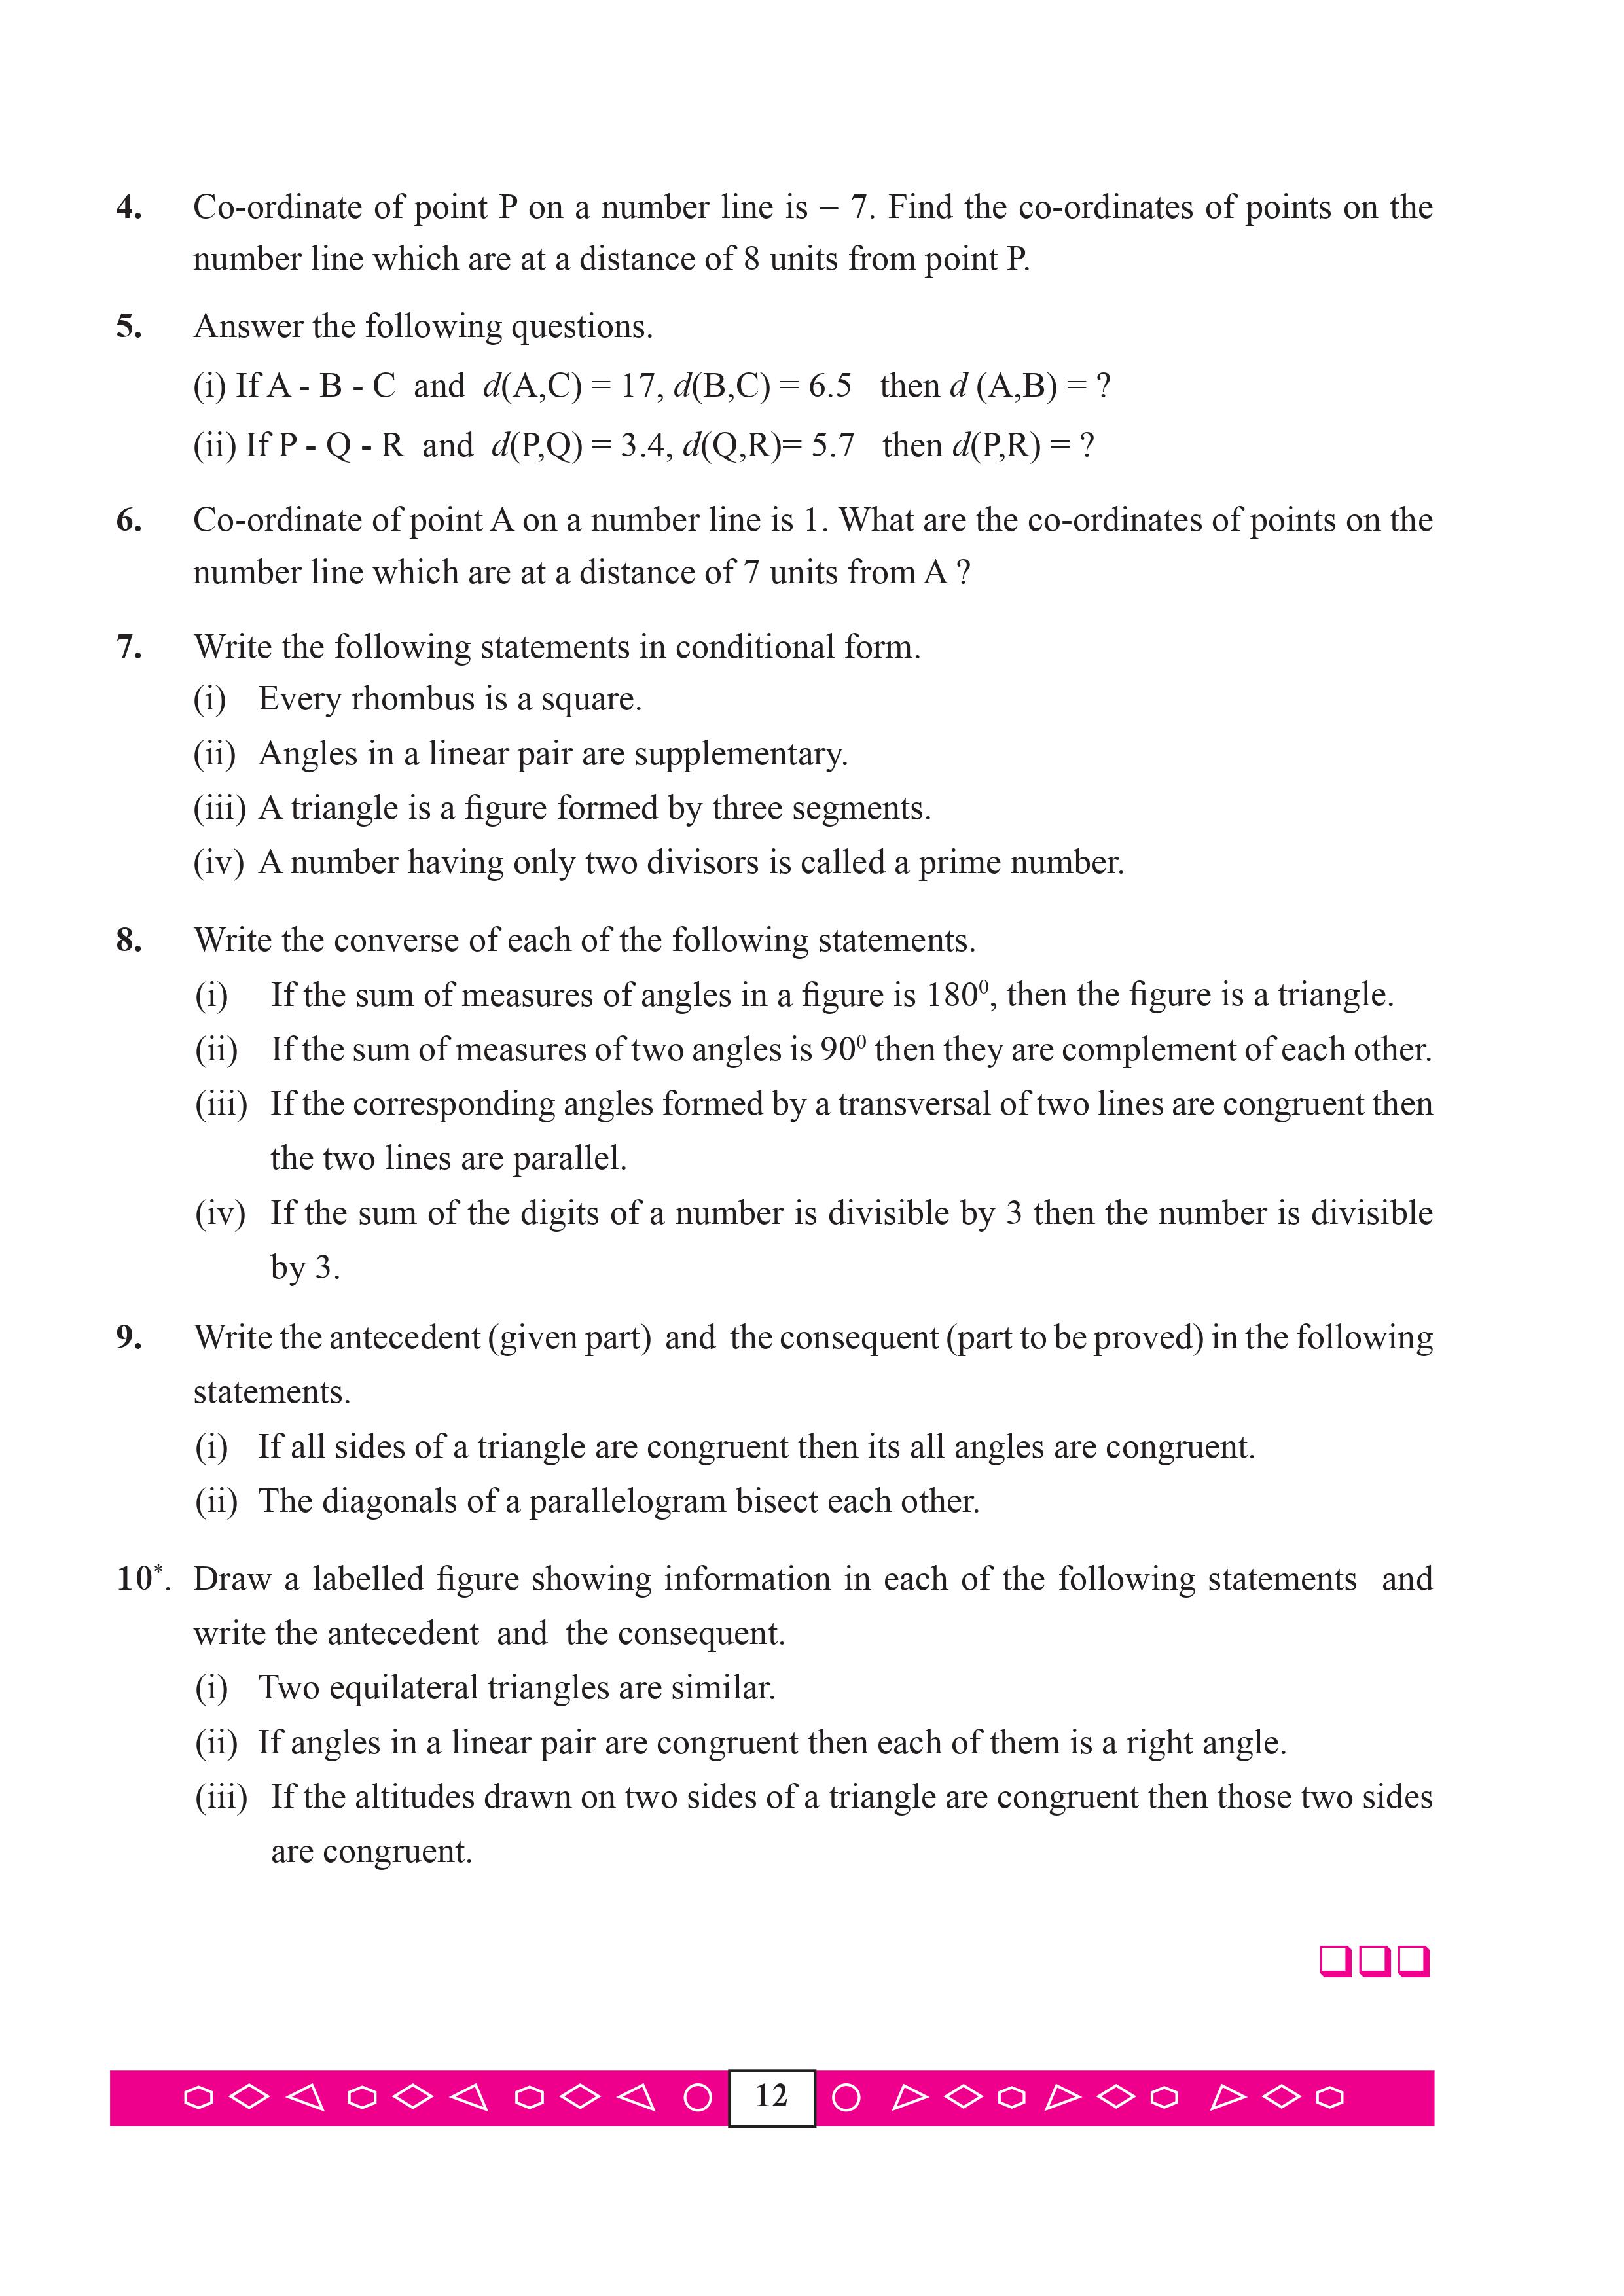 4. Co-ordinate of point P on a number line is – 7. Find the co-ordinates of points on the
number line which are at a distance of 8 units from point P.
5. Answer the following questions.
(i) If A - B - C and d(A,C) = 17, d(B,C) = 6.5 then d (A,B) = ?
(ii) If P - Q - R and d(P,Q) = 3.4, d(Q,R)= 5.7 then d(P,R) = ?
6. Co-ordinate of point A on a number line is 1. What are the co-ordinates of points on the
number line which are at a distance of 7 units from A ?
7. Write the following statements in conditional form.
(i) Every rhombus is a square.
(ii) Angles in a linear pair are supplementary.
(iii) A triangle is a figure formed by three segments.
(iv) A number having only two divisors is called a prime number.
8. Write the converse of each of the following statements.
(i) If the sum of measures of angles in a figure is 180⁰, then the figure is a triangle.
(ii) If the sum of measures of two angles is 90⁰ then they are complement of each other.
(iii) If the corresponding angles formed by a transversal of two lines are congruent then
the two lines are parallel.
(iv) If the sum of the digits of a number is divisible by 3 then the number is divisible
by 3.
9. Write the antecedent (given part) and the consequent (part to be proved) in the following
statements.
(i) If all sides of a triangle are congruent then its all angles are congruent.
(ii) The diagonals of a parallelogram bisect each other.
10*. Draw a labelled figure showing information in each of the following statements and
write the antecedent and the consequent.
(i) Two equilateral triangles are similar.
(ii) If angles in a linear pair are congruent then each of them is a right angle.
(iii) If the altitudes drawn on two sides of a triangle are congruent then those two sides
are congruent.
12